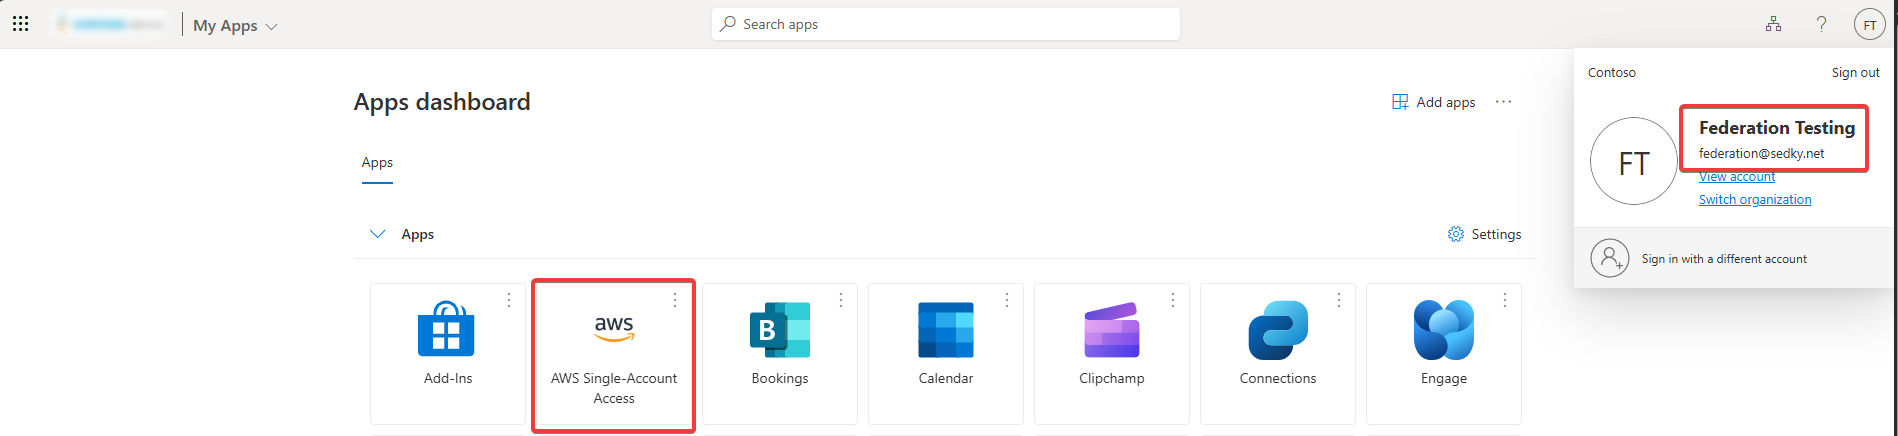 My Apps
Search apps
?
FT
Contoso
Sign out
Apps dashboard
Add apps
FT
Federation Testing
federation@sedky.net
View account
Switch organization
Sign in with a different account
Apps
Apps
Settings
Add-Ins
aws
AWS Single-Account
Access
B
Bookings
Calendar
Clipchamp
Connections
Engage